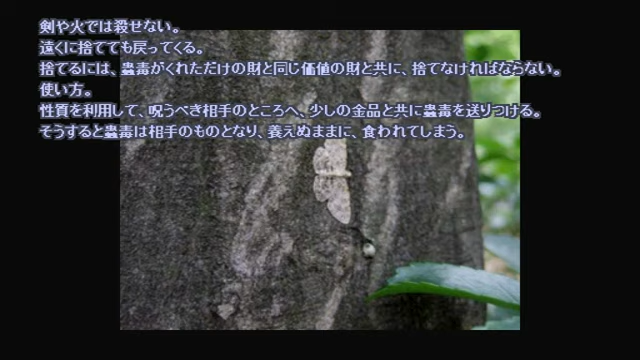 剣や火では殺せない。
遠くに捨てても戻ってくる。
捨てるには、蟲毒がくれただけの財と同じ価値の財と共に、捨てなければならない。
使い方。
性質を利用して、呪うべき相手のところへ、少しの金品と共に蟲毒を送りつける。
そうすると蟲毒は相手のものとなり、養えぬままに、食われてしまう。